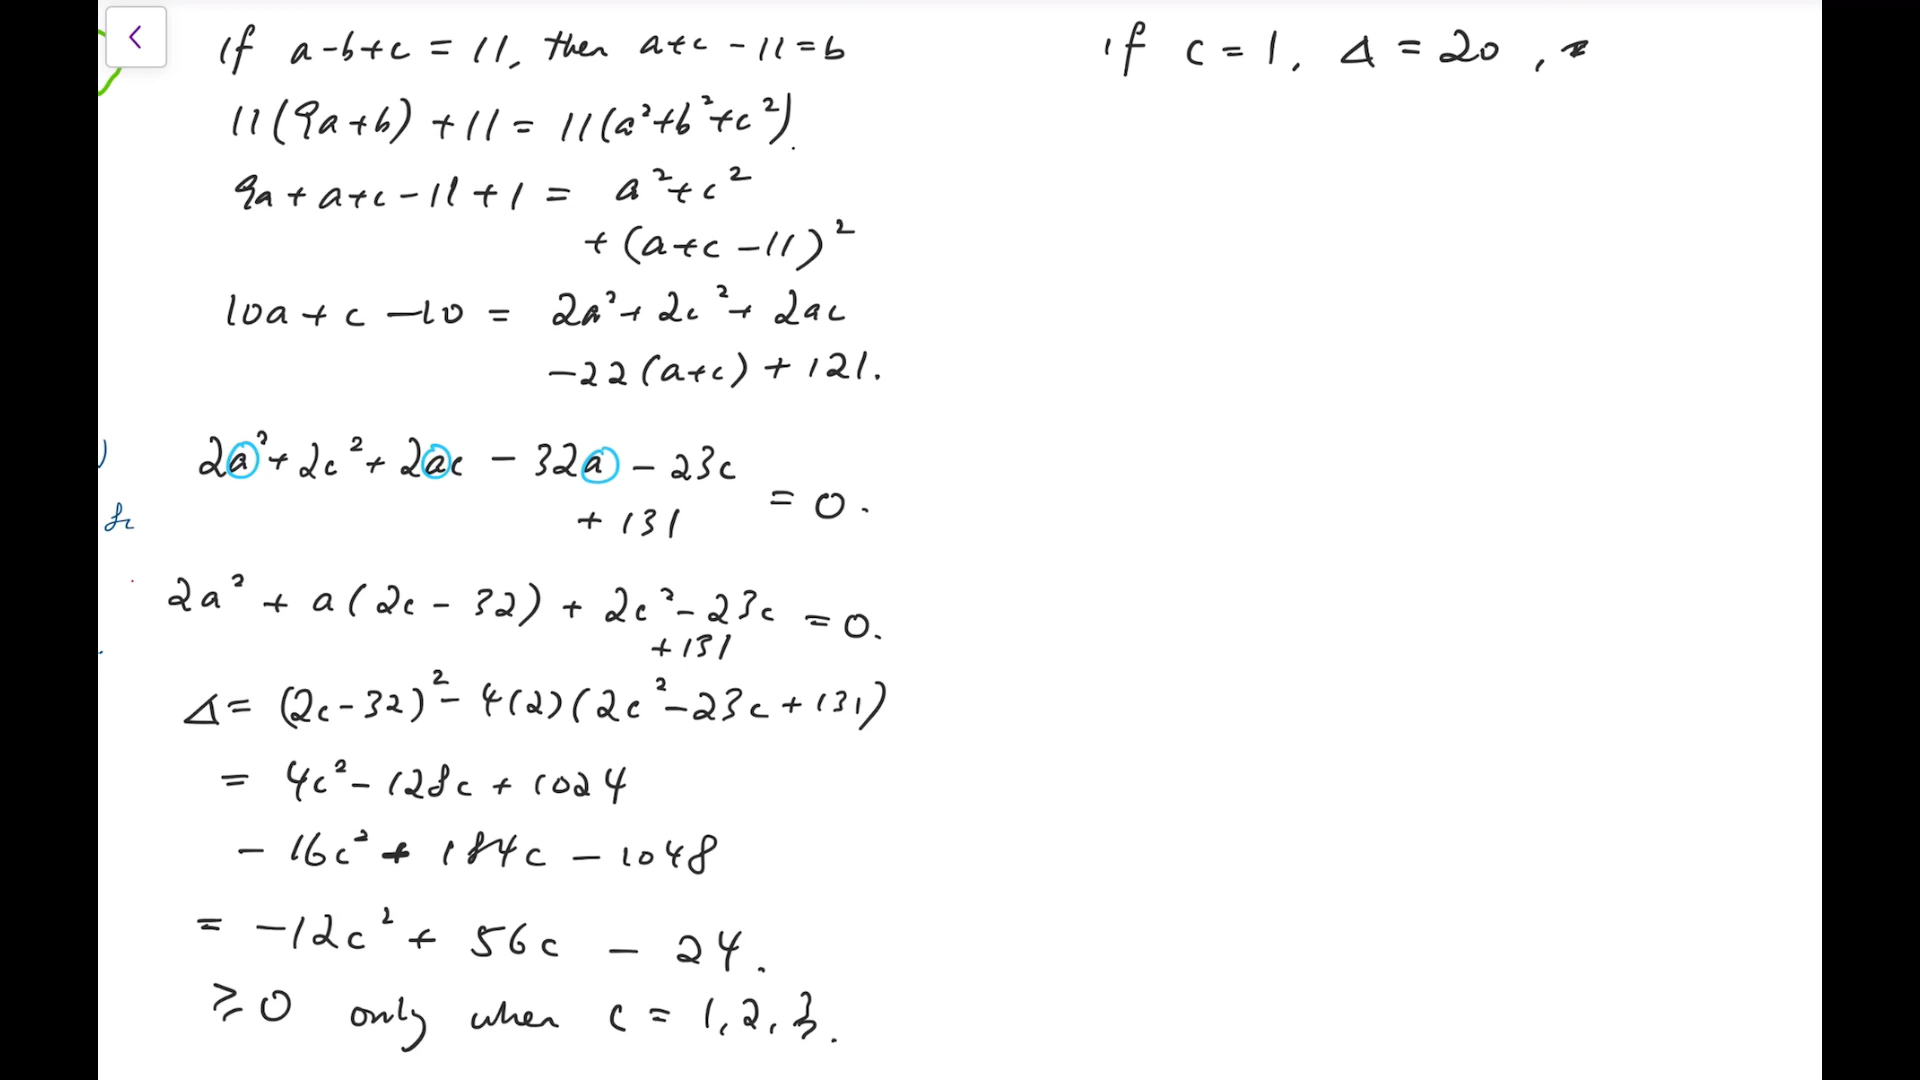 If a-b+c = 11, then a+c - 11 = b
11(9a+b) + 11 = 11(a²+b²+c²).
9a + a+c - 11 + 1 = a²+c²
+ (a+c - 11)²
10a + c - 10 = 2a² + 2c² + 2ac
-22(a+c) + 121.
2a² + 2c² + 2ac - 32a - 23c
+ 131 = 0.
2a² + a(2c - 32) + 2c² - 23c = 0.
+ 131
Δ = (2c-32)² - 4(2)(2c² - 23c + 131)
= 4c² - 128c + 1024
- 16c² + 184c - 1048
= -12c² + 56c - 24.
≥ 0 only when c = 1, 2, 3.
if c = 1, Δ = 20,